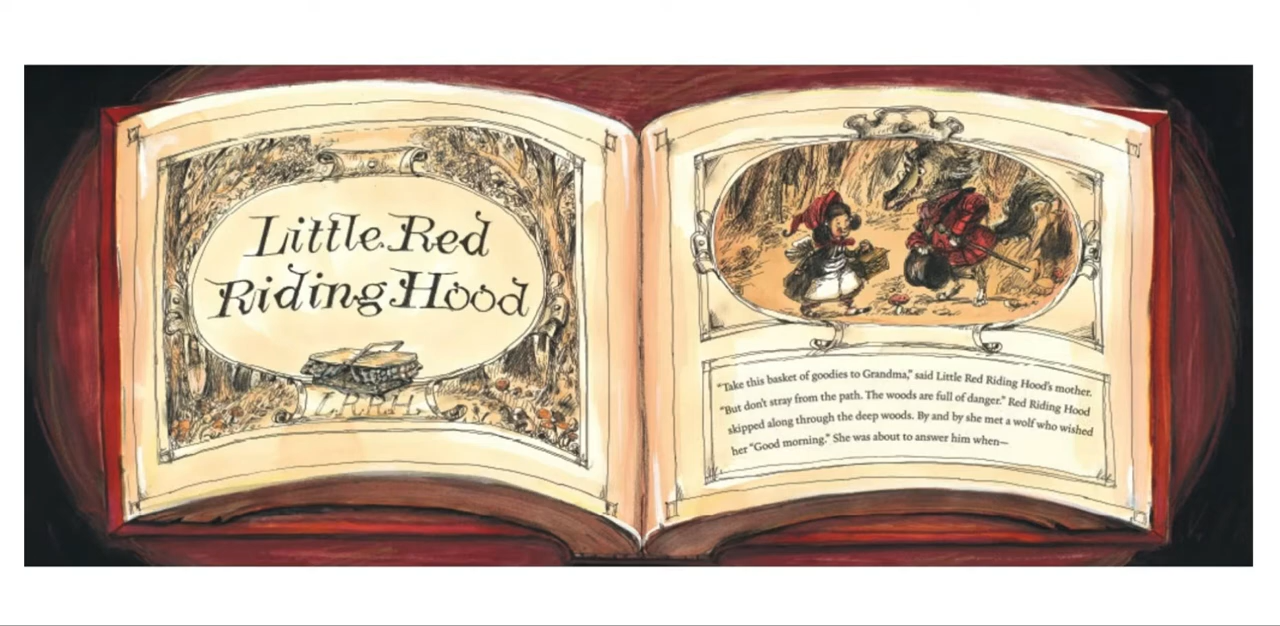 Little Red
Riding Hood
L.R.R.H.
“Take this basket of goodies to Grandma,” said Little Red Riding Hood’s mother.
“But don’t stray from the path. The woods are full of danger.” Red Riding Hood
skipped along through the deep woods. By and by she met a wolf who wished
her “Good morning.” She was about to answer him when—